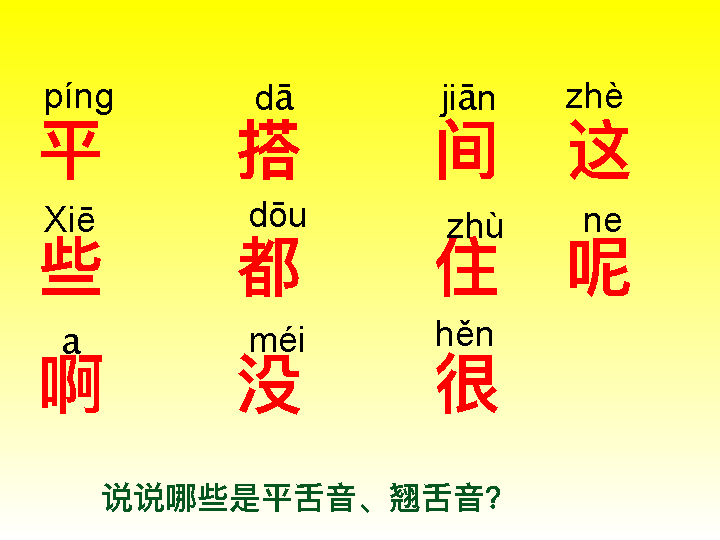 píng dā jiān zhè
平 搭 间 这
Xiē dōu zhù ne
些 都 住 呢
a méi hěn
啊 没 很
说说哪些是平舌音、翘舌音?